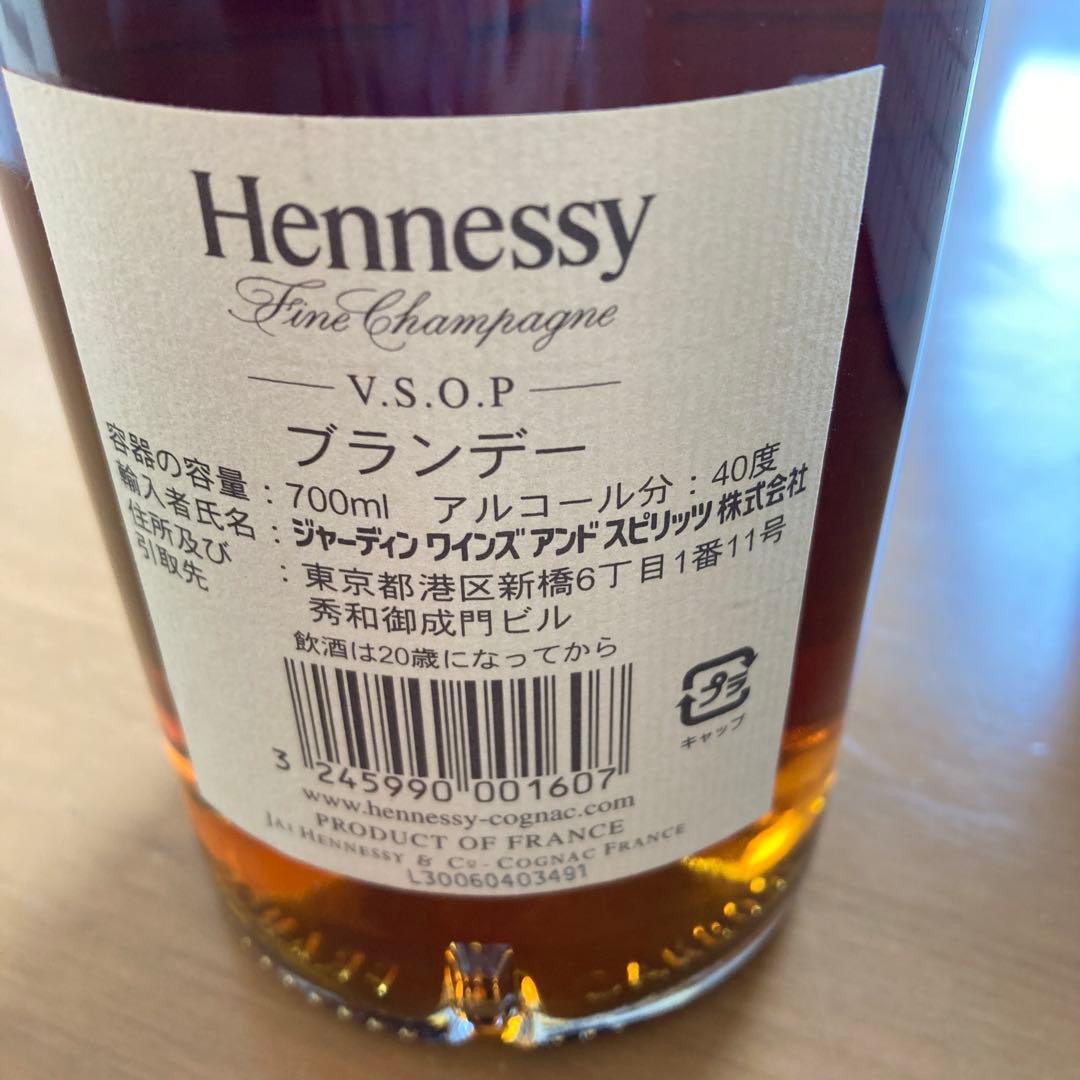 Hennessy
Fine Champagne
V.S.O.P
ブランデー
容器の容量：700ml アルコール分：40度
輸入者氏名：ジャーディン ワインズ アンド スピリッツ 株式会社
住所及び
引取先：東京都港区新橋6丁目1番11号
秀和御成門ビル
飲酒は20歳になってから
プラ
キャップ
3 245990 001607
www.hennessy-cognac.com
PRODUCT OF FRANCE
JAS HENNESSY & Cº - COGNAC FRANCE
L30060403491